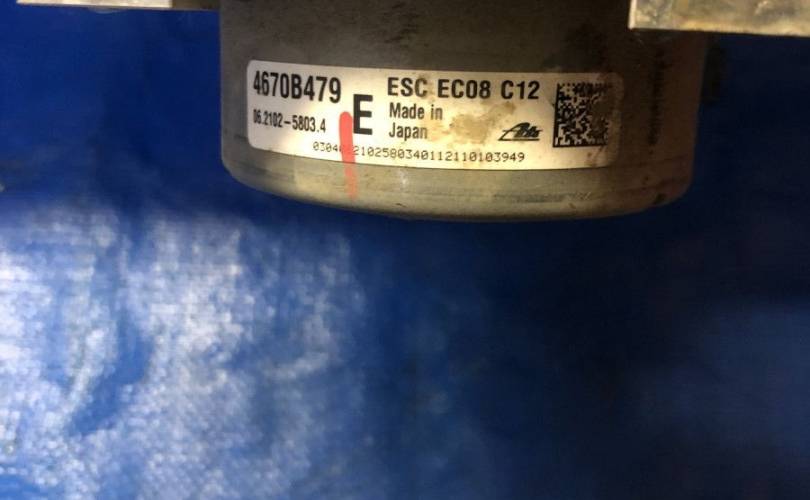 4670B479
06.2102-5803.4
E
ESC EC08 C12
Made in
Japan
Ate